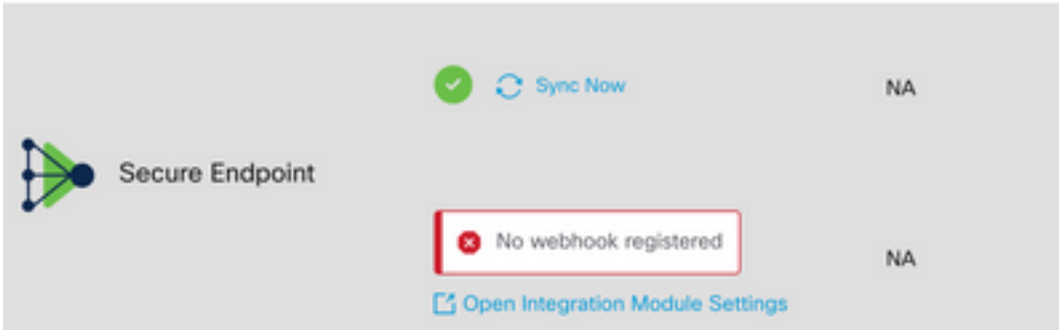 Sync Now
NA
Secure Endpoint
No webhook registered
NA
Open Integration Module Settings